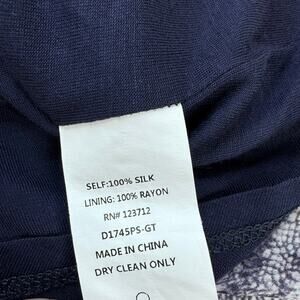 SELF:100% SILK
LINING: 100% RAYON
RN# 123712
D1745PS-GT
MADE IN CHINA
DRY CLEAN ONLY